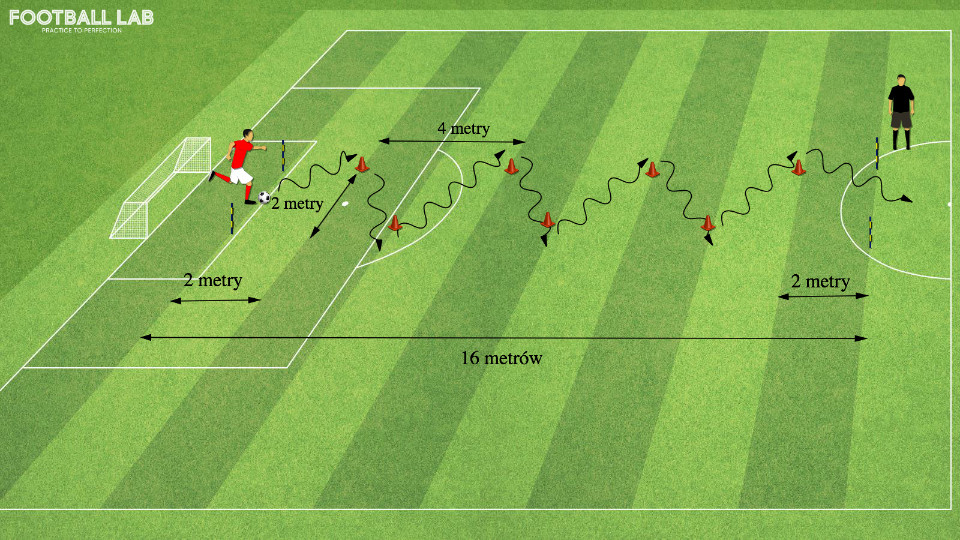 FOOTBALL LAB
PRACTICE TO PERFECTION
4 metry
2 metry
2 metry
2 metry
16 metrów